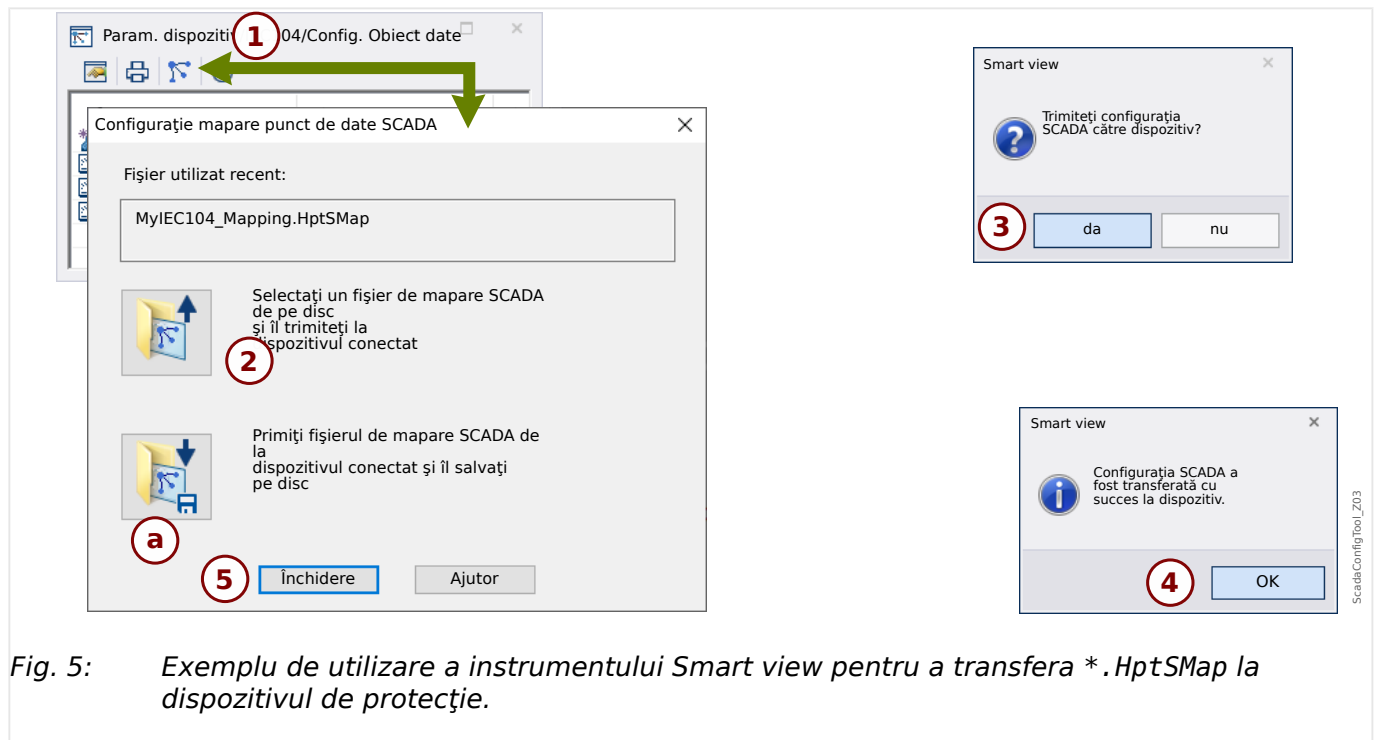 Param. dispozitiv 04/Config. Obiect date
1
Configuraţie mapare punct de date SCADA
Fişier utilizat recent:
MyIEC104_Mapping.HptSMap
Selectaţi un fişier de mapare SCADA
de pe disc
şi îl trimiteţi la
dispozitivul conectat
2
Primiţi fişierul de mapare SCADA de
la
dispozitivul conectat şi îl salvaţi
pe disc
a
5
Închidere
Ajutor
Smart view
Trimiteţi configuraţia
SCADA către dispozitiv?
3
da
nu
Smart view
Configuraţia SCADA a
fost transferată cu
succes la dispozitiv.
4
OK
ScadaConfigTool_Z03
Fig. 5: Exemplu de utilizare a instrumentului Smart view pentru a transfera *.HptSMap la
dispozitivul de protecţie.